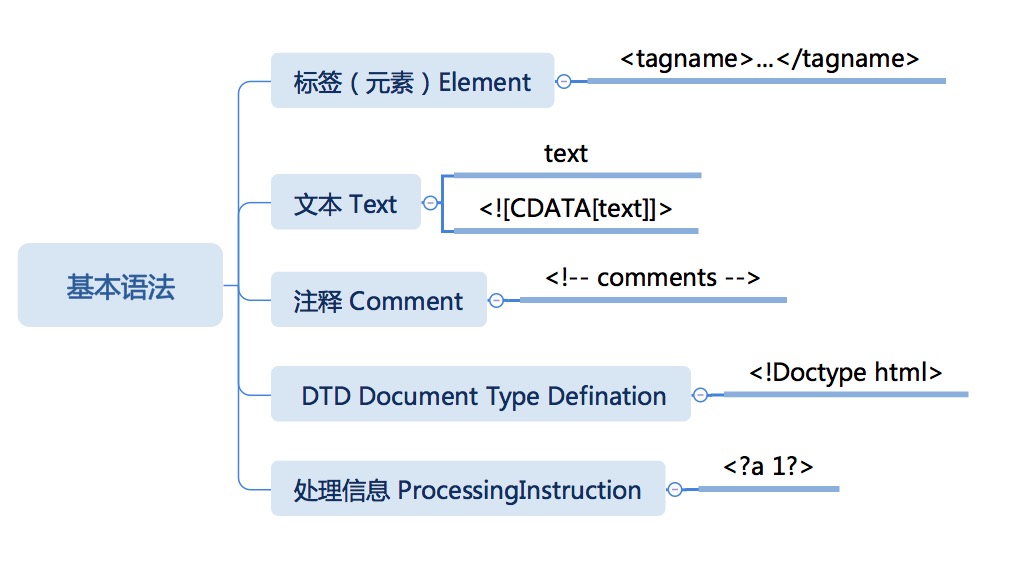 基本语法
标签（元素）Element
<tagname>...</tagname>
文本 Text
text
<![CDATA[text]]>
注释 Comment
<!-- comments -->
DTD Document Type Defination
<!Doctype html>
处理信息 ProcessingInstruction
<?a 1?>